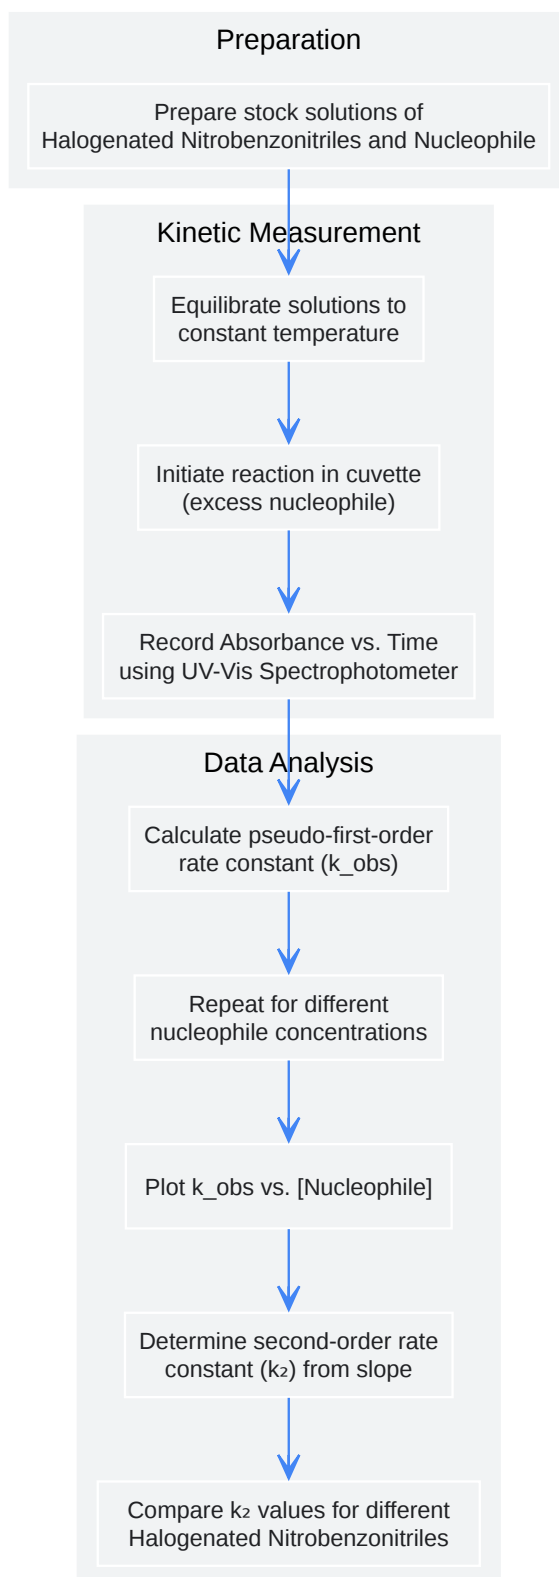 Preparation
Prepare stock solutions of
Halogenated Nitrobenzonitriles and Nucleophile
Kinetic Measurement
Equilibrate solutions to
constant temperature
Initiate reaction in cuvette
(excess nucleophile)
Record Absorbance vs. Time
using UV-Vis Spectrophotometer
Data Analysis
Calculate pseudo-first-order
rate constant (k_obs)
Repeat for different
nucleophile concentrations
Plot k_obs vs. [Nucleophile]
Determine second-order rate
constant (k₂) from slope
Compare k₂ values for different
Halogenated Nitrobenzonitriles